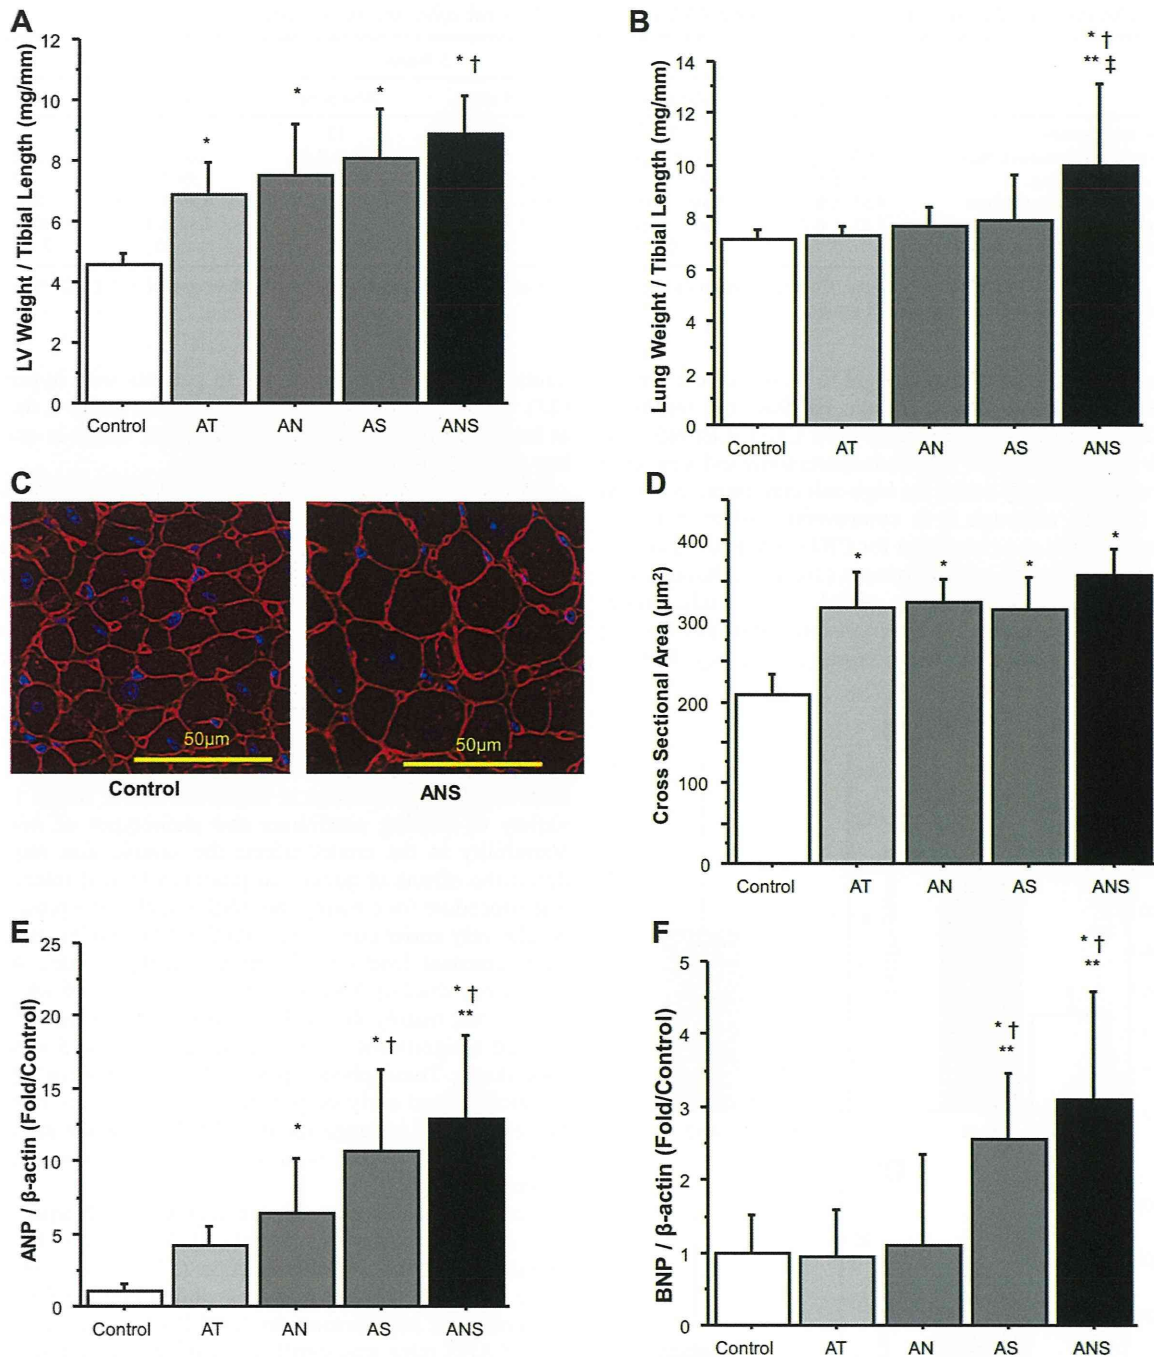 A
LV Weight / Tibial Length (mg/mm)
12
10
8
6
4
2
0
*
*
*
* †
Control AT AN AS ANS
B
Lung Weight / Tibial Length (mg/mm)
14
12
10
8
6
4
2
0
* †
** ‡
Control AT AN AS ANS
C
50µm
50µm
Control
ANS
D
Cross Sectional Area (µm²)
400
300
200
100
0
*
*
*
*
Control AT AN AS ANS
E
ANP / β-actin (Fold/Control)
25
20
15
10
5
0
*
* †
* †
**
Control AT AN AS ANS
F
BNP / β-actin (Fold/Control)
5
4
3
2
1
0
* †
**
* †
**
Control AT AN AS ANS